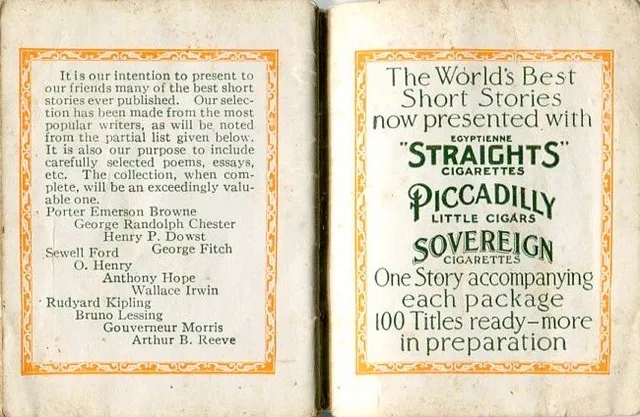 It is our intention to present to
our friends many of the best short
stories ever published. Our selec-
tion has been made from the most
popular writers, as will be noted
from the partial list given below.
It is also our purpose to include
carefully selected poems, essays,
etc. The collection, when com-
plete, will be an exceedingly valu-
able one.
Porter Emerson Browne
George Randolph Chester
Henry P. Dowst
George Fitch
Sewell Ford
O. Henry
Anthony Hope
Wallace Irwin
Rudyard Kipling
Bruno Lessing
Gouverneur Morris
Arthur B. Reeve
The World's Best
Short Stories
now presented with
EGYPTIENNE
"STRAIGHTS"
CIGARETTES
PICCADILLY
LITTLE CIGARS
SOVEREIGN
CIGARETTES
One Story accompanying
each package
100 Titles ready–more
in preparation